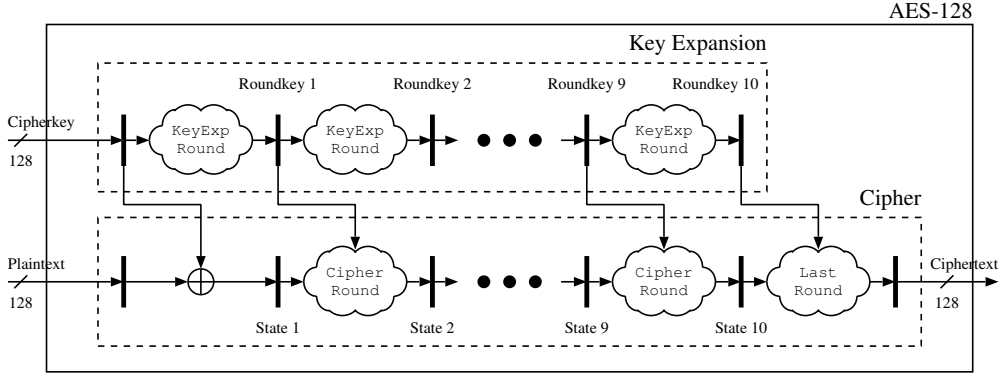 AES-128
Key Expansion
Roundkey 1
Roundkey 2
Roundkey 9
Roundkey 10
Cipherkey
128
KeyExp
Round
KeyExp
Round
KeyExp
Round
Cipher
Plaintext
128
Cipher
Round
Cipher
Round
Last
Round
Ciphertext
128
State 1
State 2
State 9
State 10